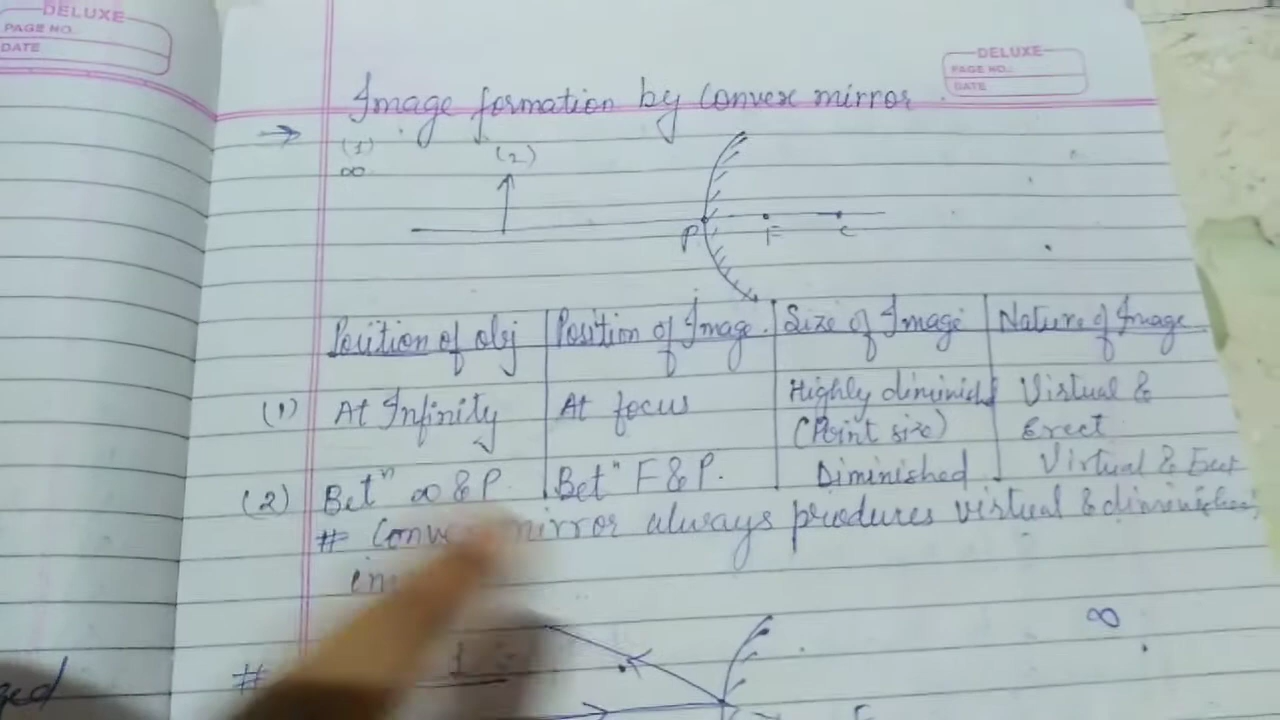 DELUXE
PAGE NO.
DATE
DELUXE
PAGE NO.:
DATE
Image formation by Convex mirror
(1)
∞
(2)
P
F
C
Position of obj | Position of Image | Size of Image | Nature of Image
(1) At Infinity | At focus | Highly diminish (Point size) | Virtual & Erect
(2) Betⁿ ∞ & P. | Betⁿ F & P. | Diminished | Virtual & Erect
# mirror always produces virtual &
∞
#
1